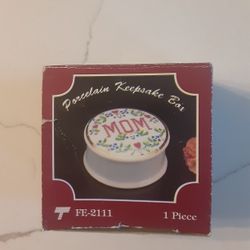 Porcelain Keepsake Box
MOM
T FE-2111 1 Piece